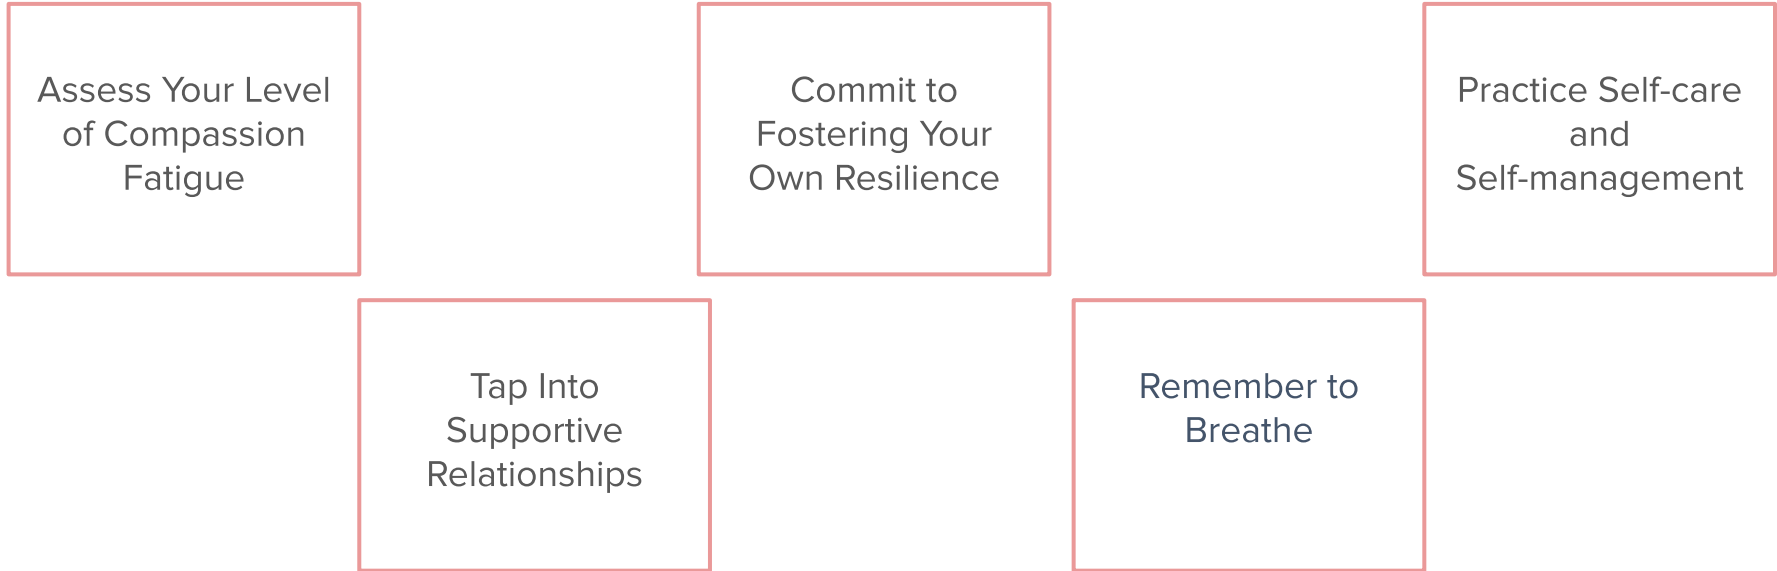 Assess Your Level
of Compassion
Fatigue
Commit to
Fostering Your
Own Resilience
Practice Self-care
and
Self-management
Tap Into
Supportive
Relationships
Remember to
Breathe